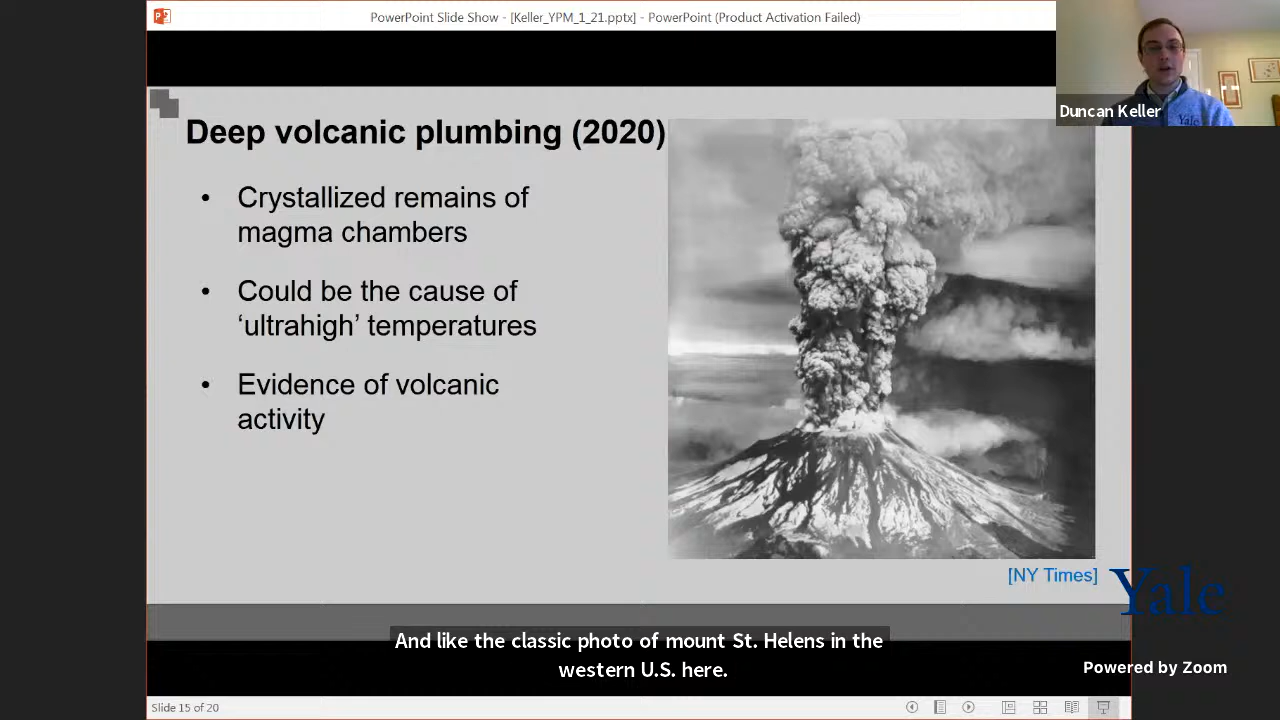 PowerPoint Slide Show - [Keller_YPM_1_21.pptx] - PowerPoint (Product Activation Failed)
Duncan Keller
Yale
Deep volcanic plumbing (2020)
• Crystallized remains of
magma chambers
• Could be the cause of
‘ultrahigh’ temperatures
• Evidence of volcanic
activity
[NY Times]
Yale
And like the classic photo of mount St. Helens in the
western U.S. here.
Powered by Zoom
Slide 15 of 20